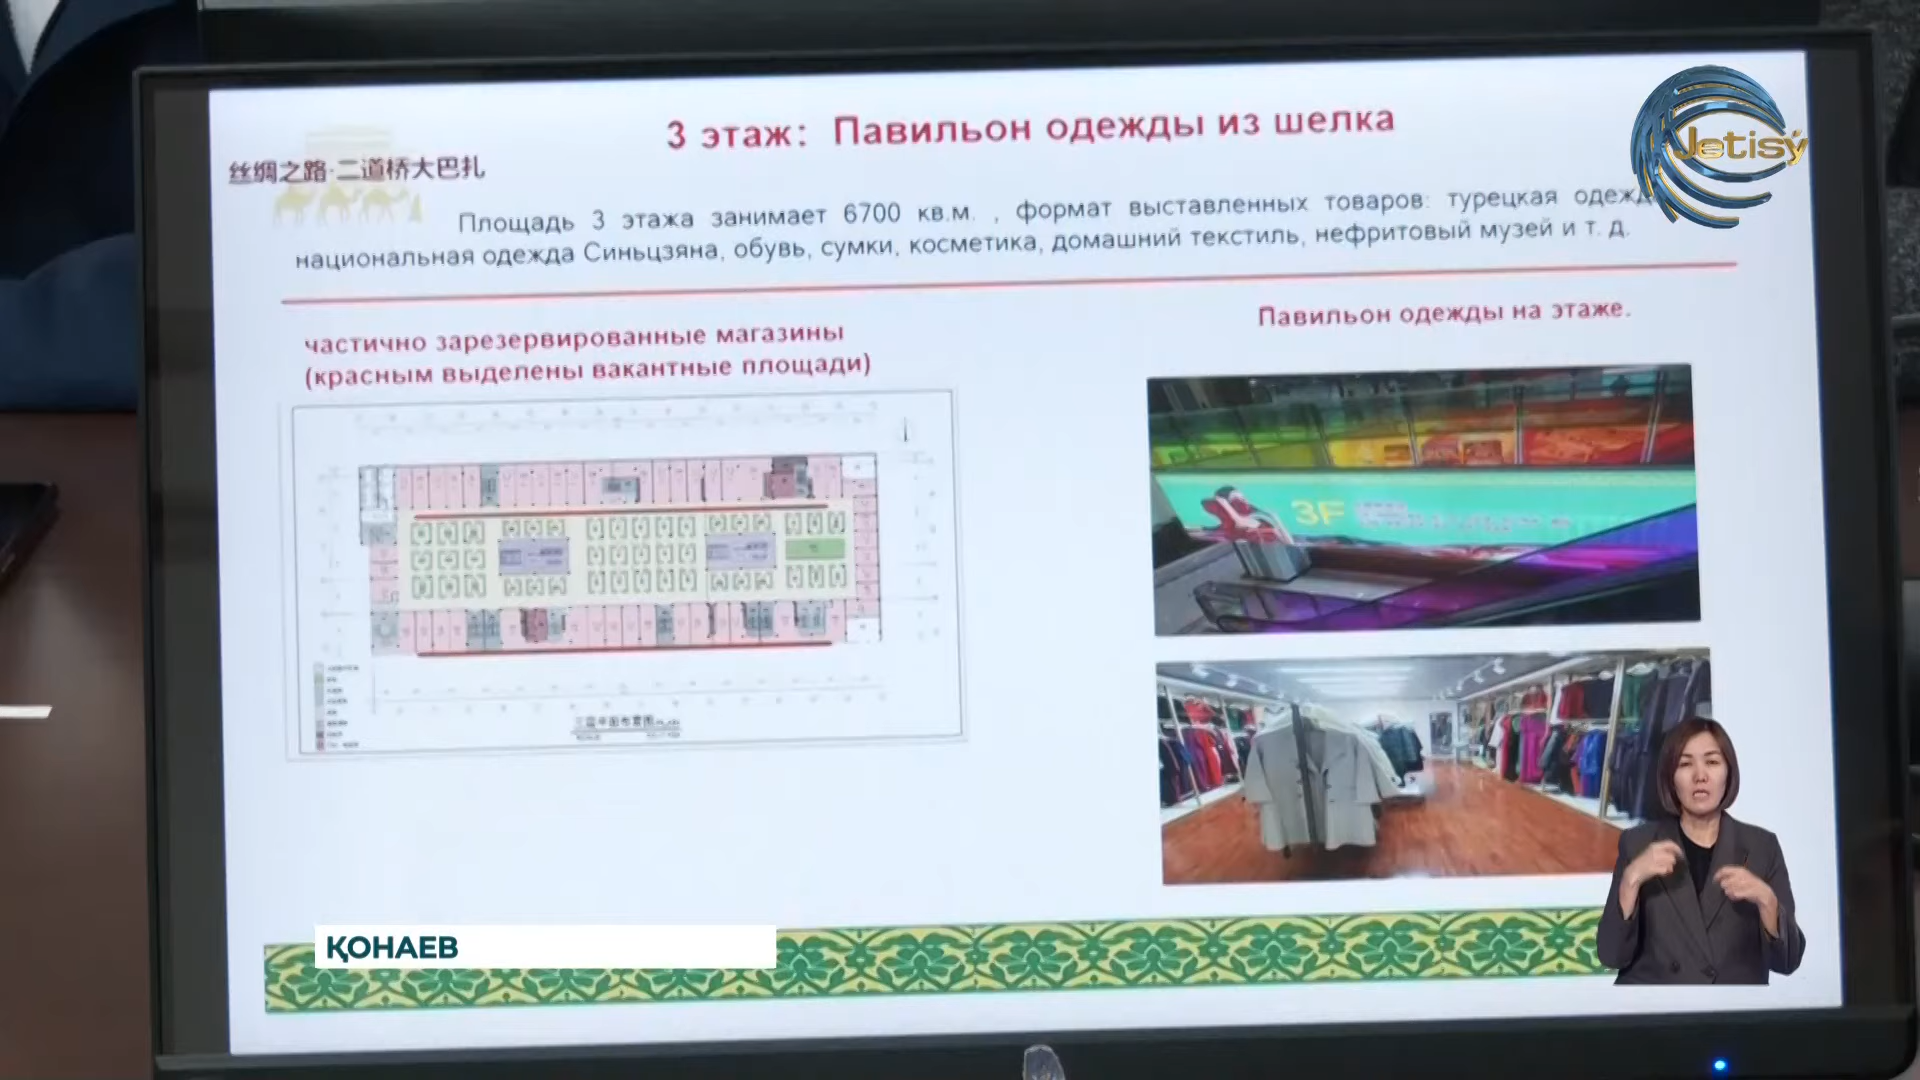 3 этаж: Павильон одежды из шелка
Jetisý
丝绸之路·二道桥大巴扎
Площадь 3 этажа занимает 6700 кв.м. , формат выставленных товаров: турецкая одежд
национальная одежда Синьцзяна, обувь, сумки, косметика, домашний текстиль, нефритовый музей и т. д.
частично зарезервированные магазины
(красным выделены вакантные площади)
Павильон одежды на этаже.
3F
ҚОНАЕВ